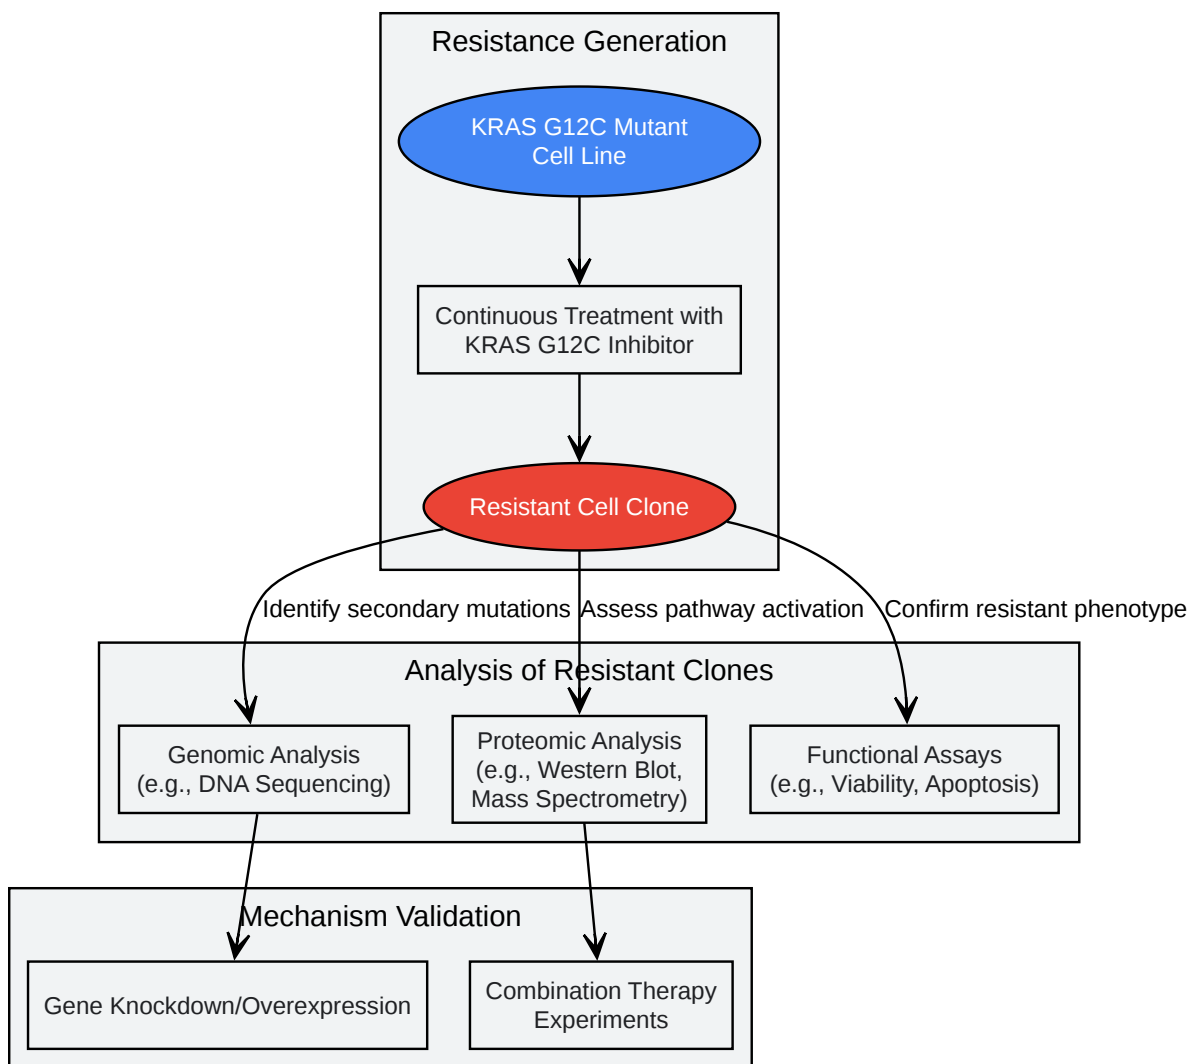 Resistance Generation
KRAS G12C Mutant
Cell Line
Continuous Treatment with
KRAS G12C Inhibitor
Resistant Cell Clone
Identify secondary mutations
Assess pathway activation
Confirm resistant phenotype
Analysis of Resistant Clones
Genomic Analysis
(e.g., DNA Sequencing)
Proteomic Analysis
(e.g., Western Blot,
Mass Spectrometry)
Functional Assays
(e.g., Viability, Apoptosis)
Mechanism Validation
Gene Knockdown/Overexpression
Combination Therapy
Experiments